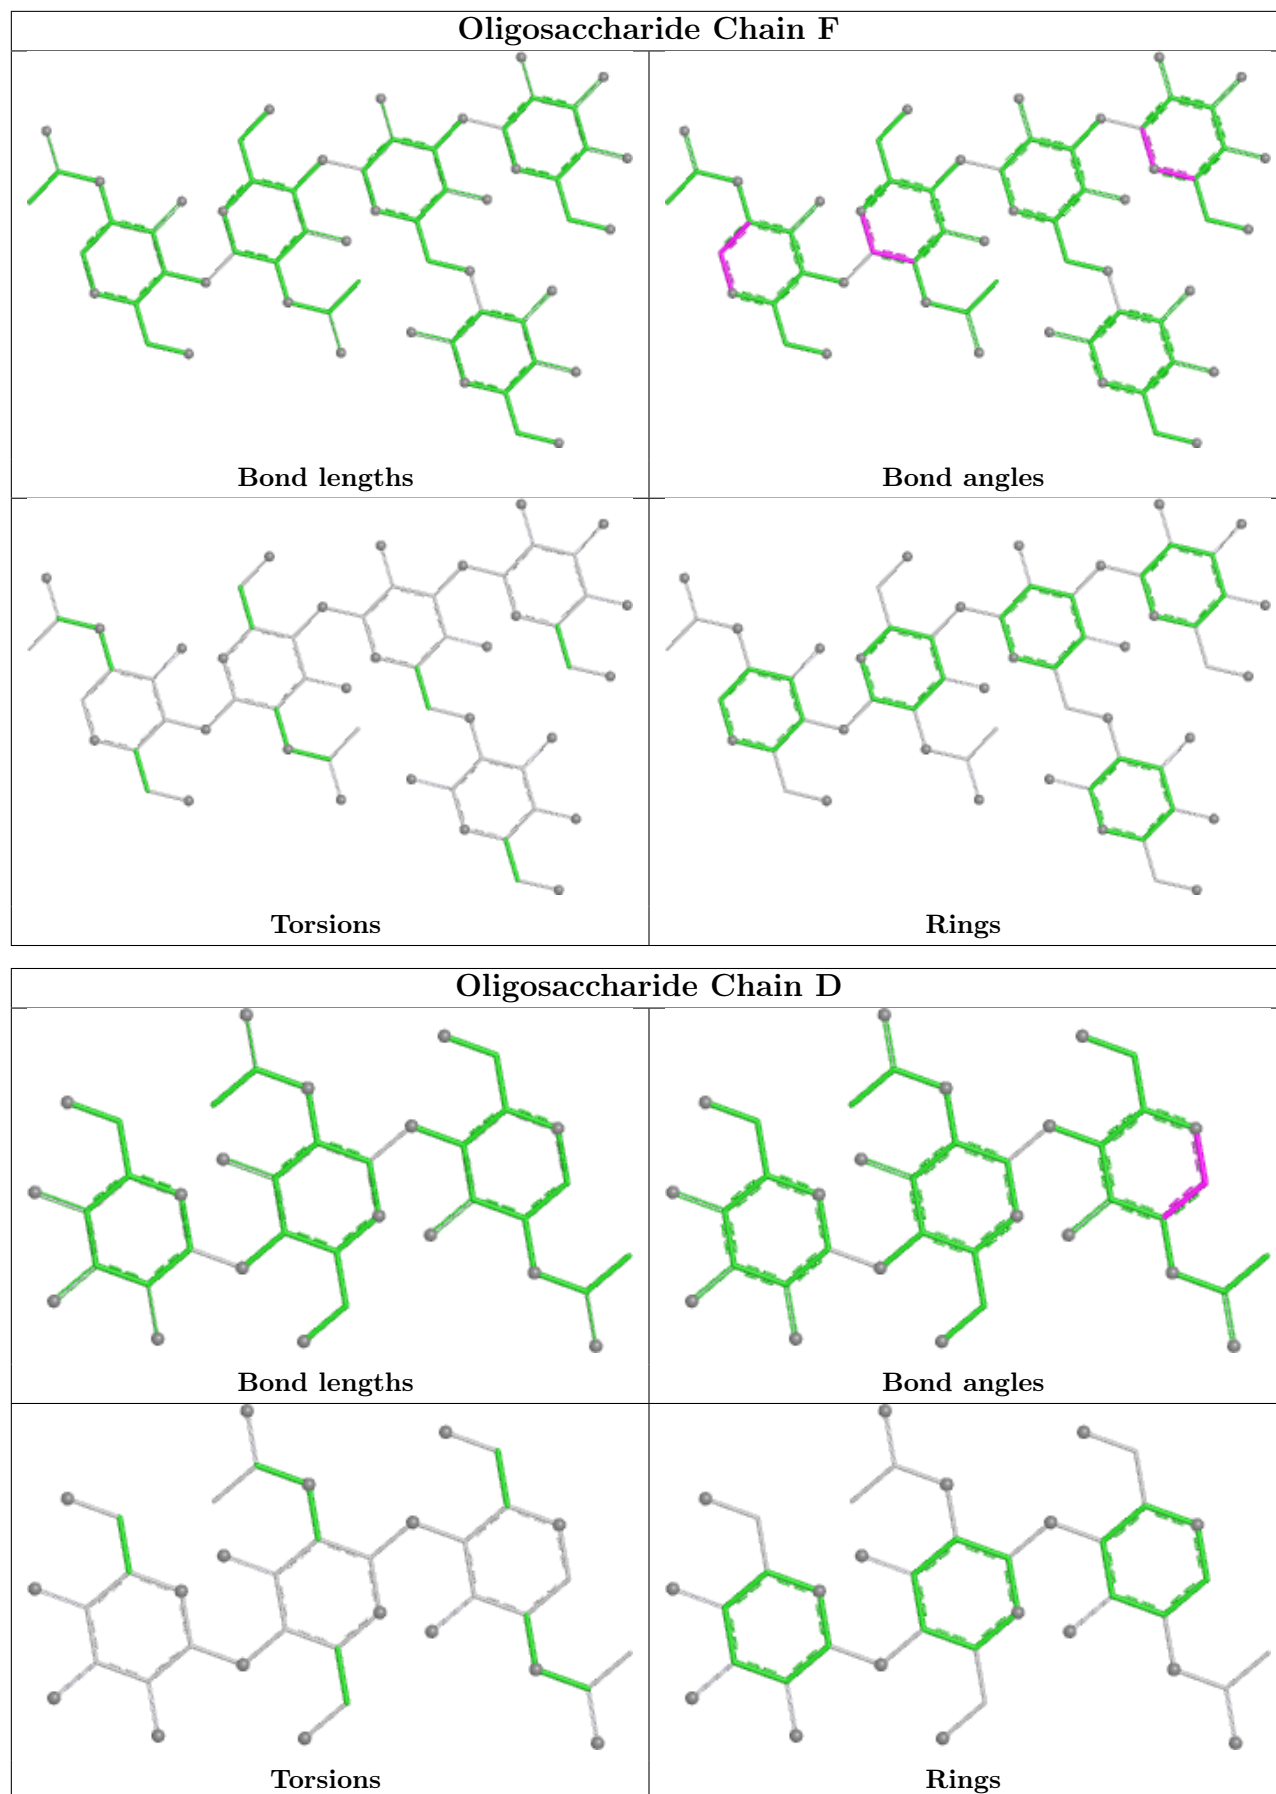 Oligosaccharide Chain F
Bond lengths
Bond angles
Torsions
Rings
Oligosaccharide Chain D
Bond lengths
Bond angles
Torsions
Rings